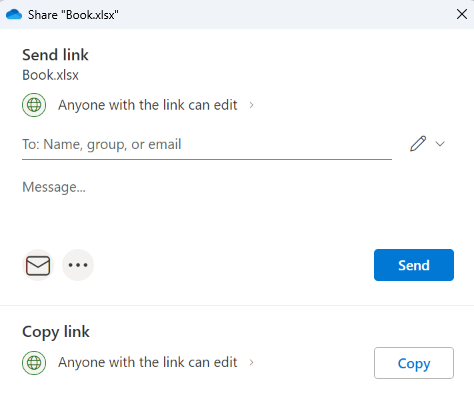 Share "Book.xlsx"
Send link
Book.xlsx
Anyone with the link can edit
To: Name, group, or email
Message...
Send
Copy link
Anyone with the link can edit
Copy